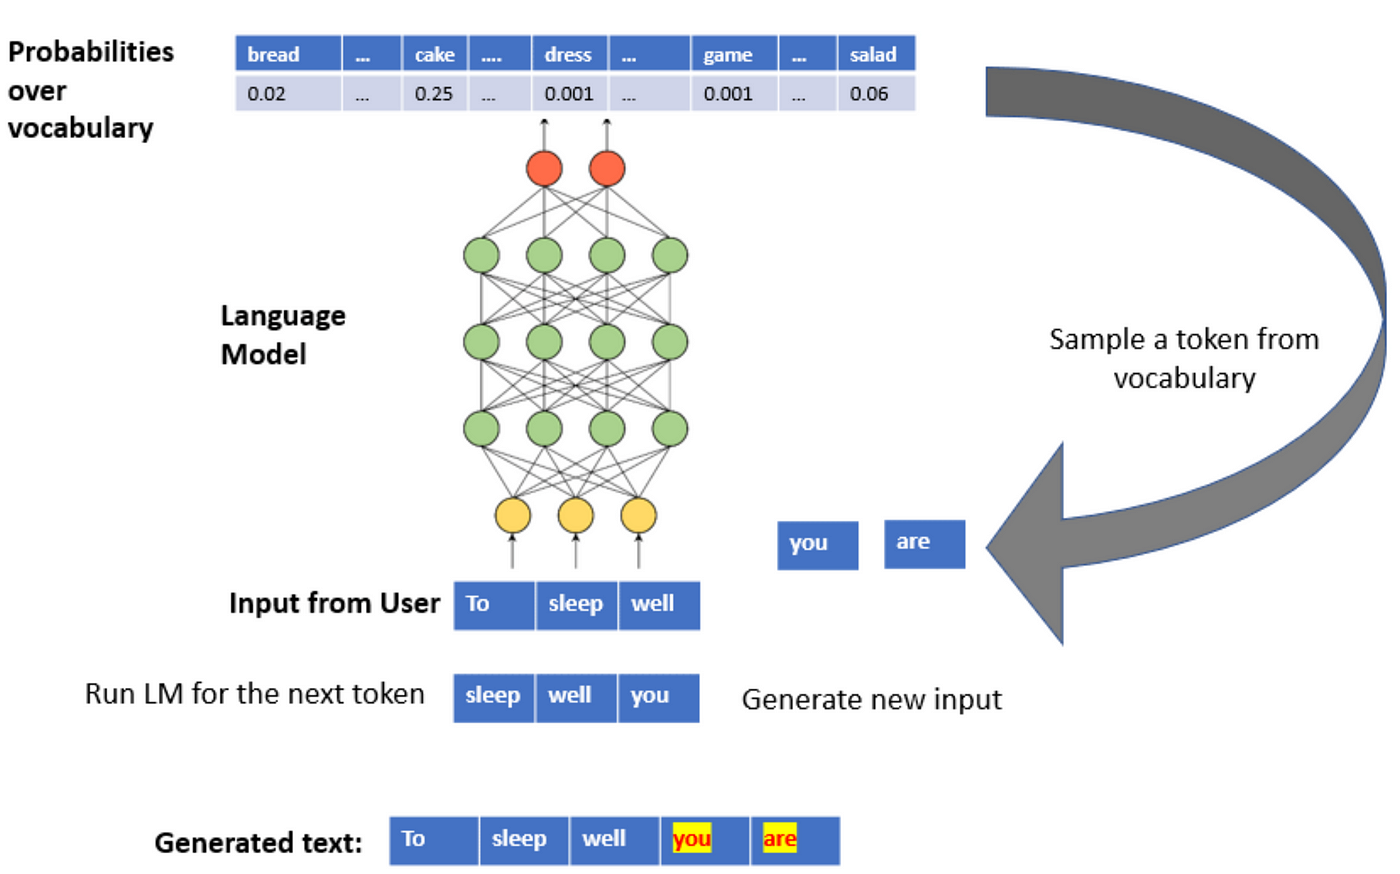 Probabilities
over
vocabulary
bread ... cake .... dress ... game ... salad
0.02 ... 0.25 ... 0.001 ... 0.001 ... 0.06
Language
Model
Sample a token from
vocabulary
you are
Input from User To sleep well
Run LM for the next token sleep well you Generate new input
Generated text: To sleep well you are